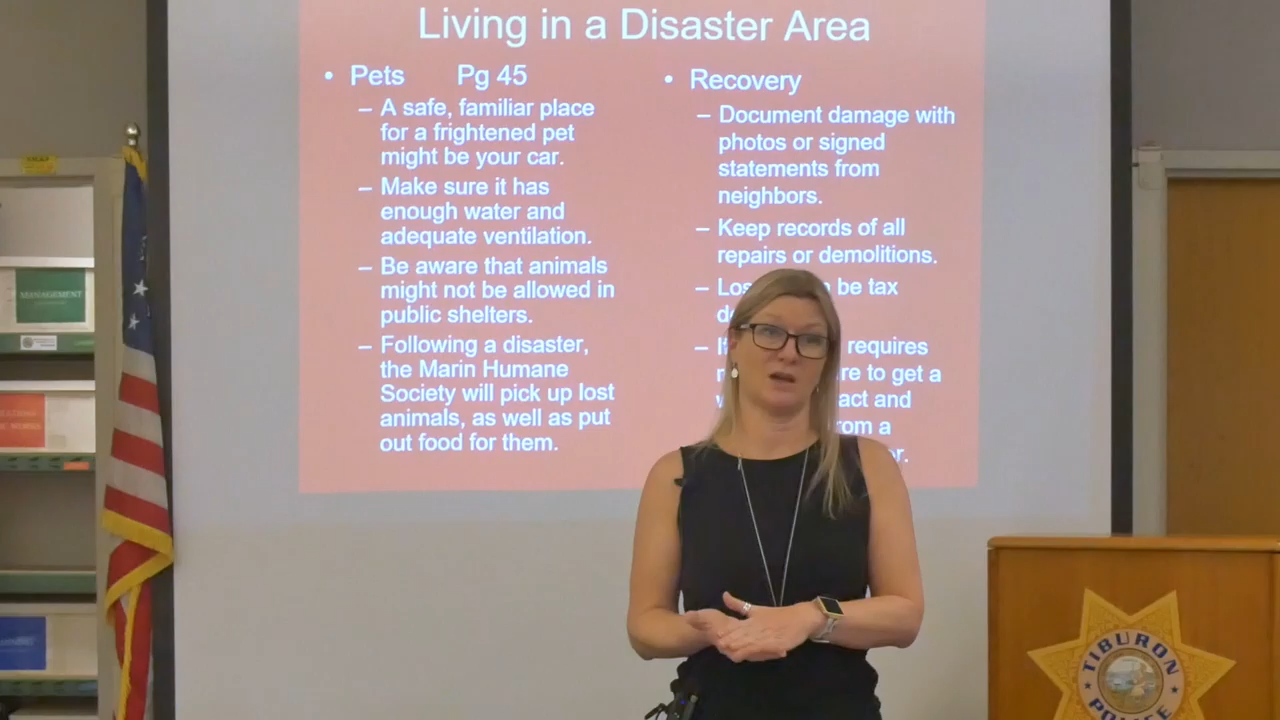 Living in a Disaster Area
• Pets Pg 45
– A safe, familiar place
for a frightened pet
might be your car.
– Make sure it has
enough water and
adequate ventilation.
– Be aware that animals
might not be allowed in
public shelters.
– Following a disaster,
the Marin Humane
Society will pick up lost
animals, as well as put
out food for them.
• Recovery
– Document damage with
photos or signed
statements from
neighbors.
– Keep records of all
repairs or demolitions.
– be tax
– requires
to get a
and
from a
MANAGEMENT
TIBURON
POLICE